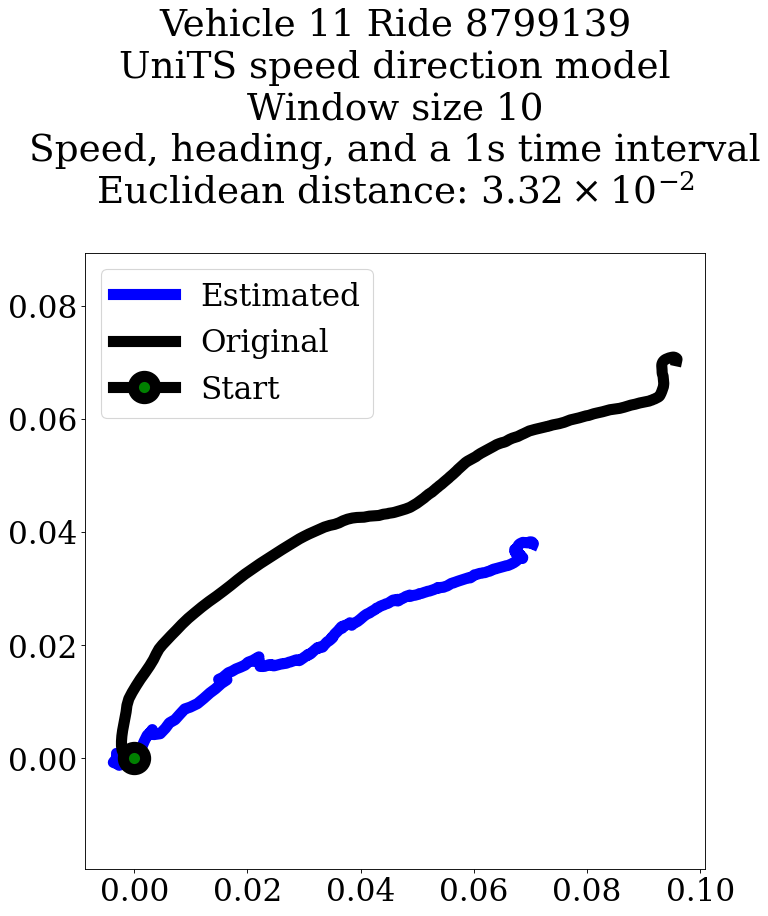 Vehicle 11 Ride 8799139
UniTS speed direction model
Window size 10
Speed, heading, and a 1s time interval
Euclidean distance: 3.32 × 10⁻²
Estimated
Original
Start
0.08
0.06
0.04
0.02
0.00
0.00 0.02 0.04 0.06 0.08 0.10